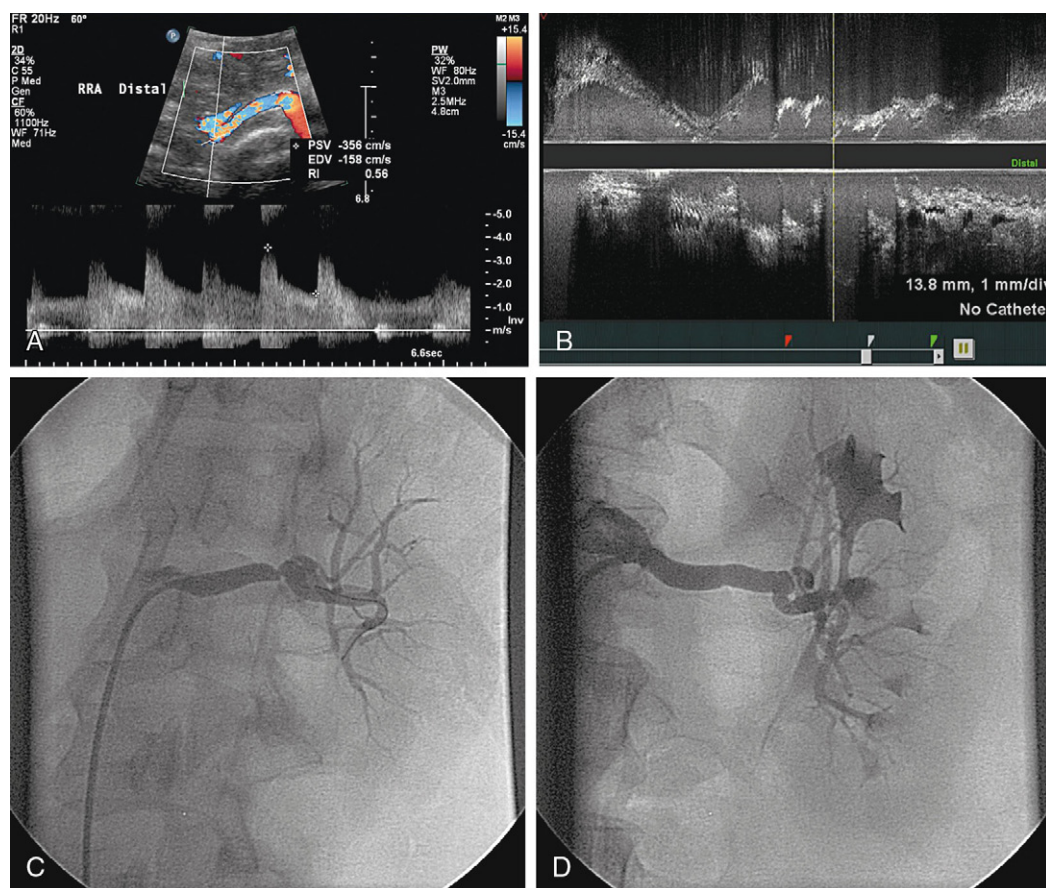 FR 20Hz 60°
R1
P
M2 M3
+15.4
-15.4
cm/s
2D
34%
C 55
P Med
Gen
CF
60%
1100Hz
WF 71Hz
Med
RRA Distal
PW
32%
WF 80Hz
SV2.0mm
M3
2.5MHz
4.8cm
PSV -356 cm/s
EDV -158 cm/s
RI 0.56
6.8
-5.0
-4.0
-3.0
-2.0
-1.0
Inv
m/s
6.6sec
A
B
Distal
13.8 mm, 1 mm/div
No Cathete
C
D